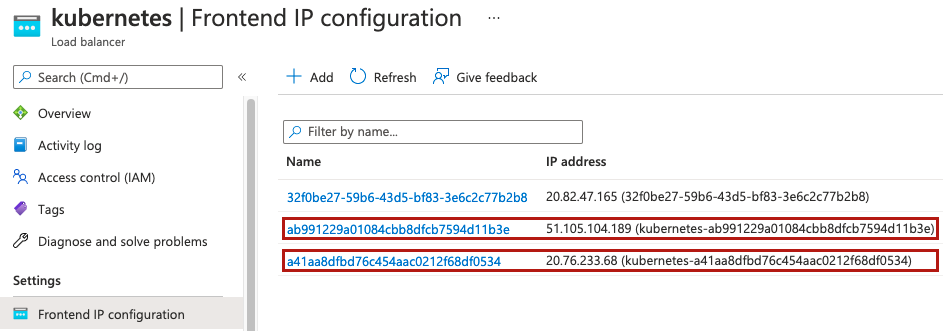 kubernetes | Frontend IP configuration ...
Load balancer
Search (Cmd+/) «
Overview
Activity log
Access control (IAM)
Tags
Diagnose and solve problems
Settings
Frontend IP configuration
Add Refresh Give feedback
Filter by name...
Name IP address
32f0be27-59b6-43d5-bf83-3e6c2c77b2b8 20.82.47.165 (32f0be27-59b6-43d5-bf83-3e6c2c77b2b8)
ab991229a01084cbb8dfcb7594d11b3e 51.105.104.189 (kubernetes-ab991229a01084cbb8dfcb7594d11b3e)
a41aa8dfbd76c454aac0212f68df0534 20.76.233.68 (kubernetes-a41aa8dfbd76c454aac0212f68df0534)